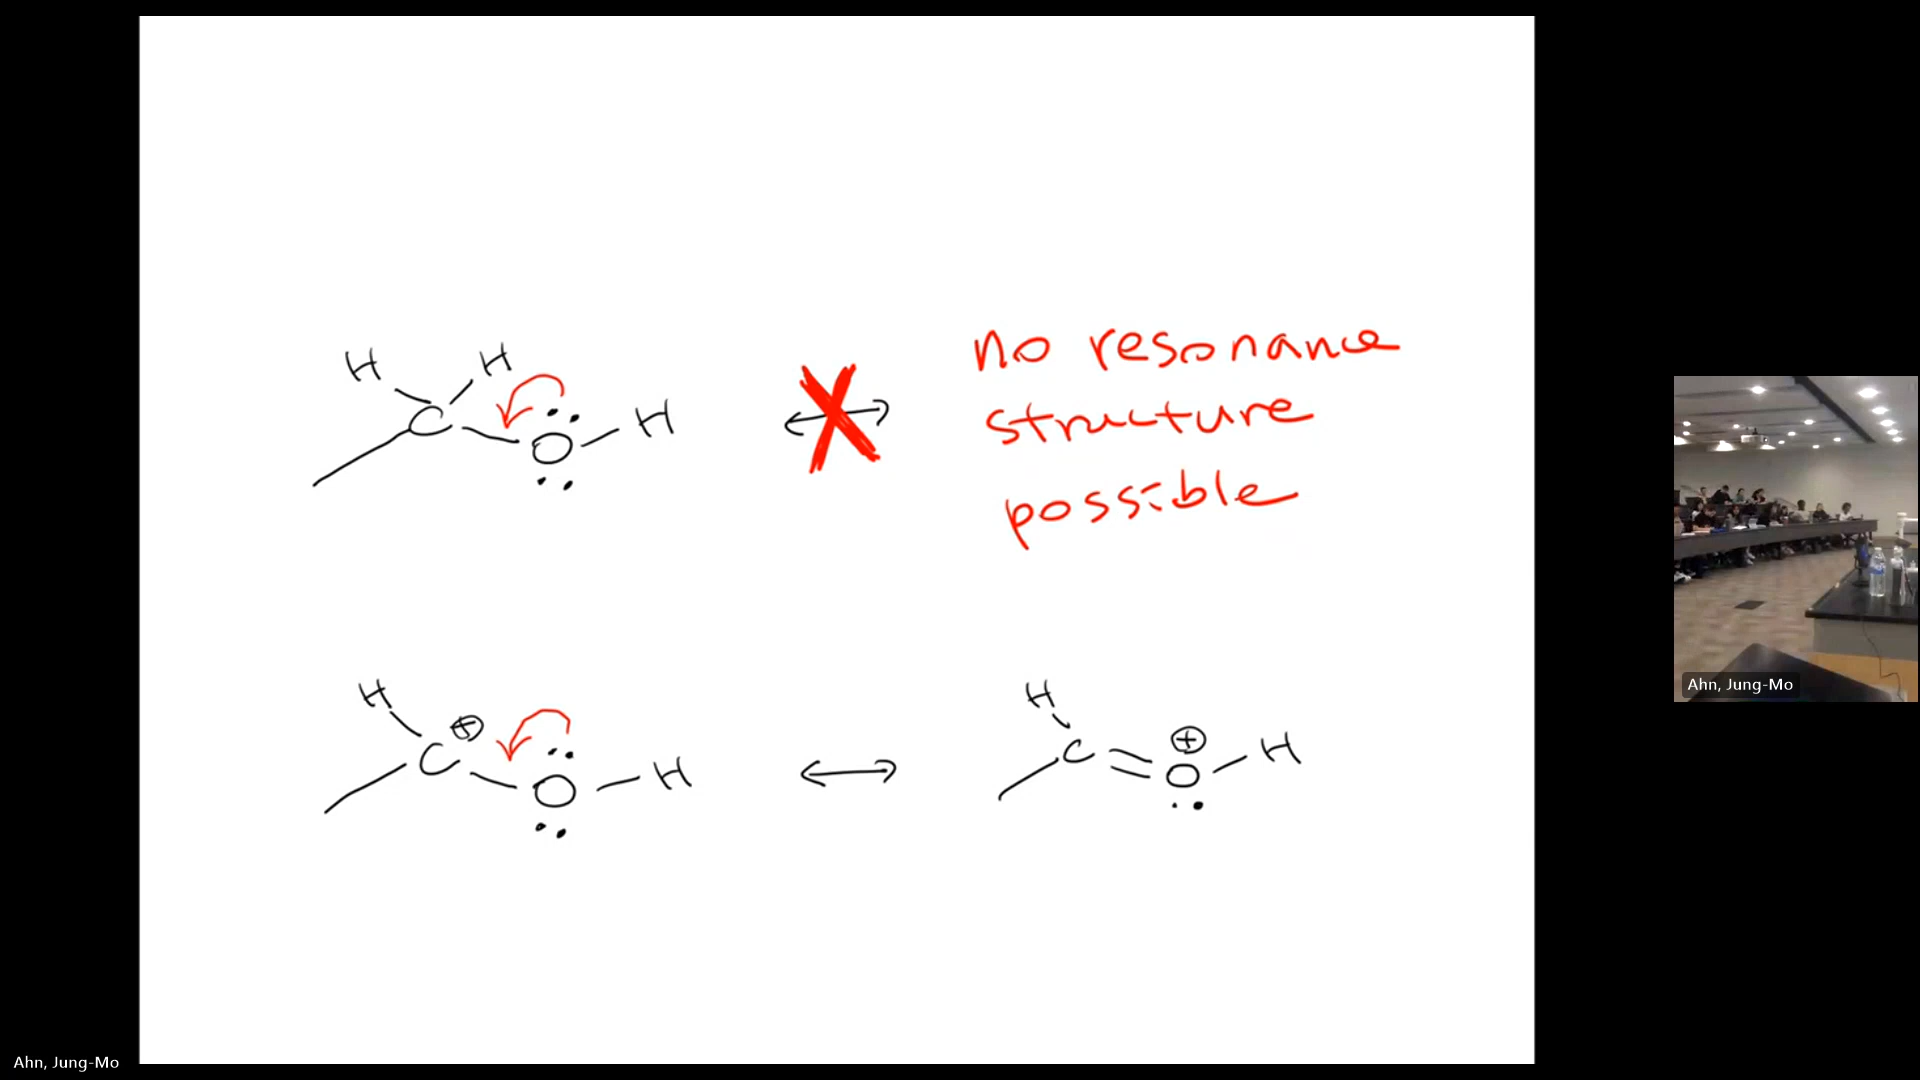 H H
C O H
no resonance
structure
possible
H
C ⊕ O H
H
C O ⊕ H
Ahn, Jung-Mo
Ahn, Jung-Mo